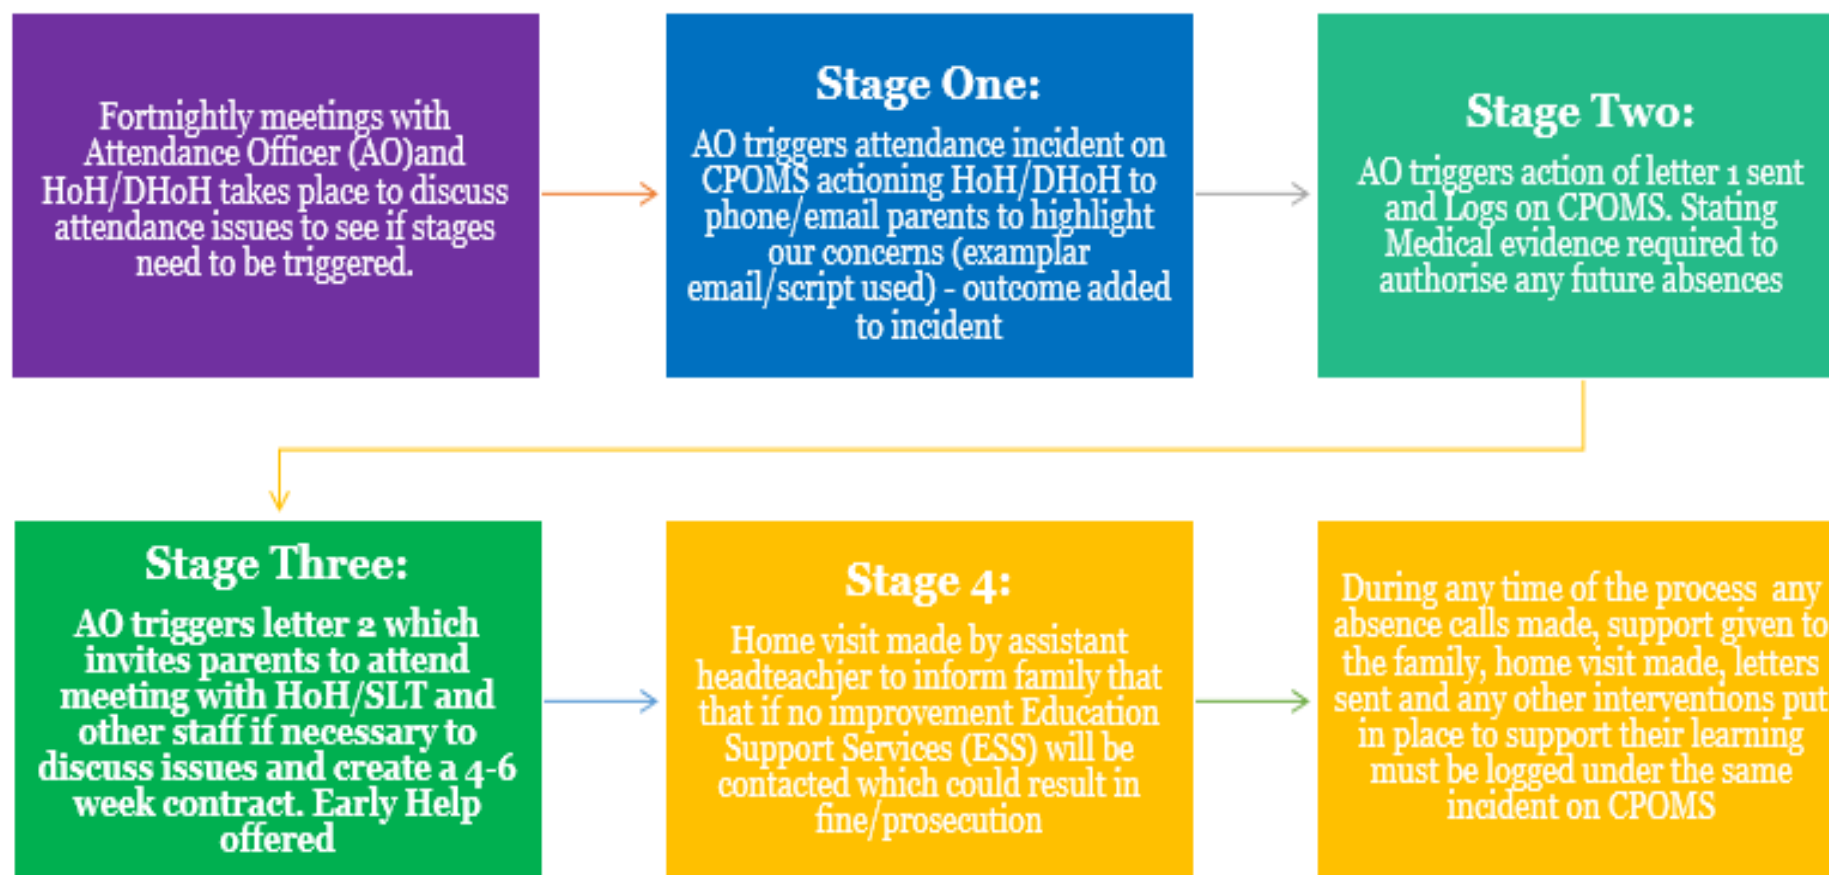 Fortnightly meetings with
Attendance Officer (AO)and
HoH/DHoH takes place to discuss
attendance issues to see if stages
need to be triggered.
Stage One:
AO triggers attendance incident on
CPOMS actioning HoH/DHoH to
phone/email parents to highlight
our concerns (examplar
email/script used) - outcome added
to incident
Stage Two:
AO triggers action of letter 1 sent
and Logs on CPOMS. Stating
Medical evidence required to
authorise any future absences
Stage Three:
AO triggers letter 2 which
invites parents to attend
meeting with HoH/SLT and
other staff if necessary to
discuss issues and create a 4-6
week contract. Early Help
offered
Stage 4:
Home visit made by assistant
headteachjer to inform family that
that if no improvement Education
Support Services (ESS) will be
contacted which could result in
fine/prosecution
During any time of the process any
absence calls made, support given to
the family, home visit made, letters
sent and any other interventions put
in place to support their learning
must be logged under the same
incident on CPOMS